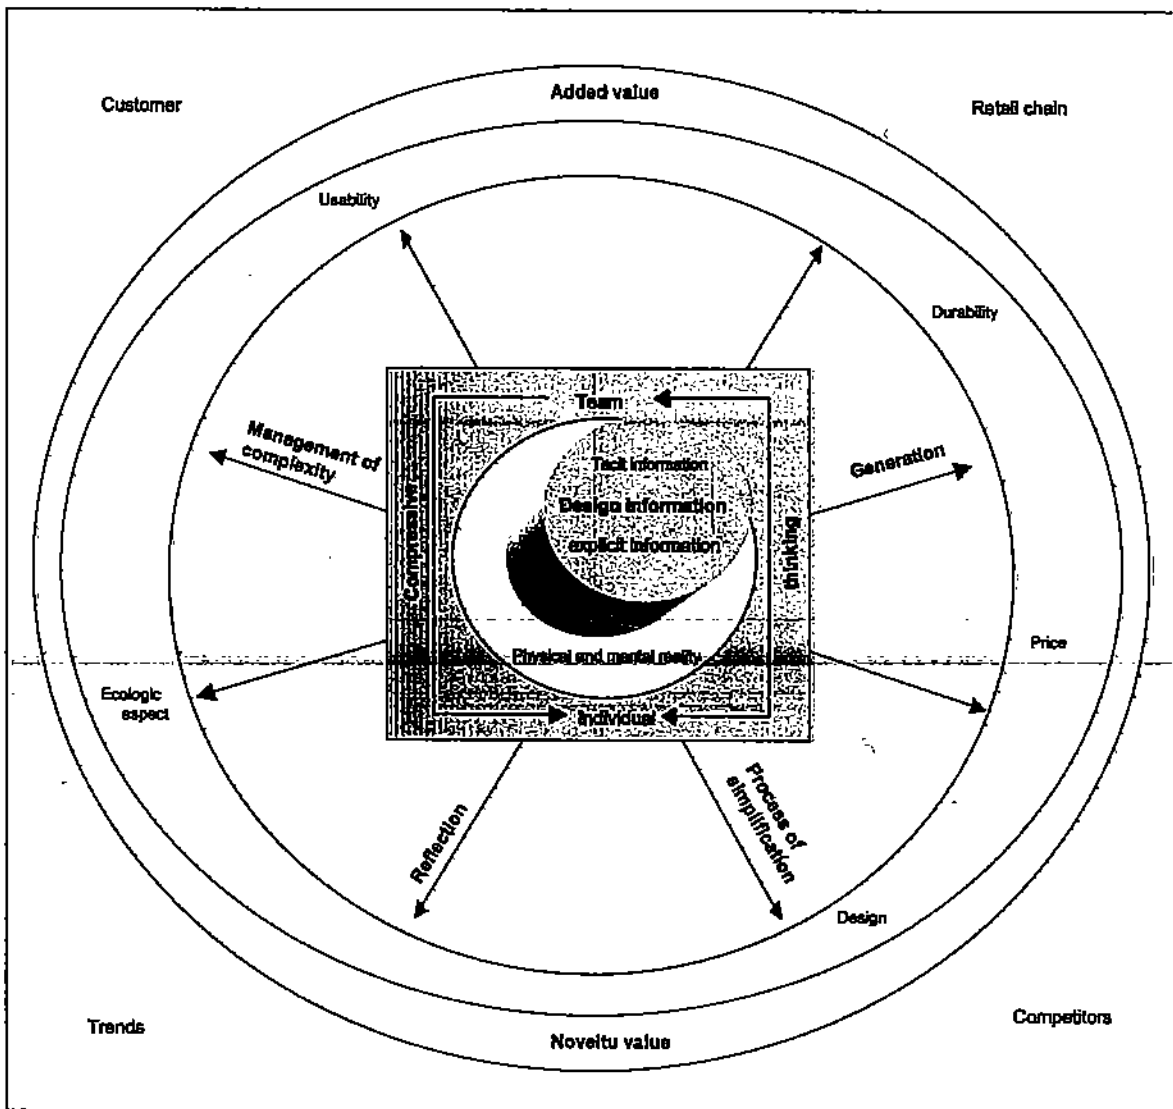 Customer
Added value
Retail chain
Usability
Durability
Team
Management of
complexity
Generation
Tacit information
Design information
explicit information
Compressive
thinking
Physical and mental reality
Price
Ecologic
aspect
Individual
Reflection
Process of
simplification
Design
Trends
Noveltu value
Competitors